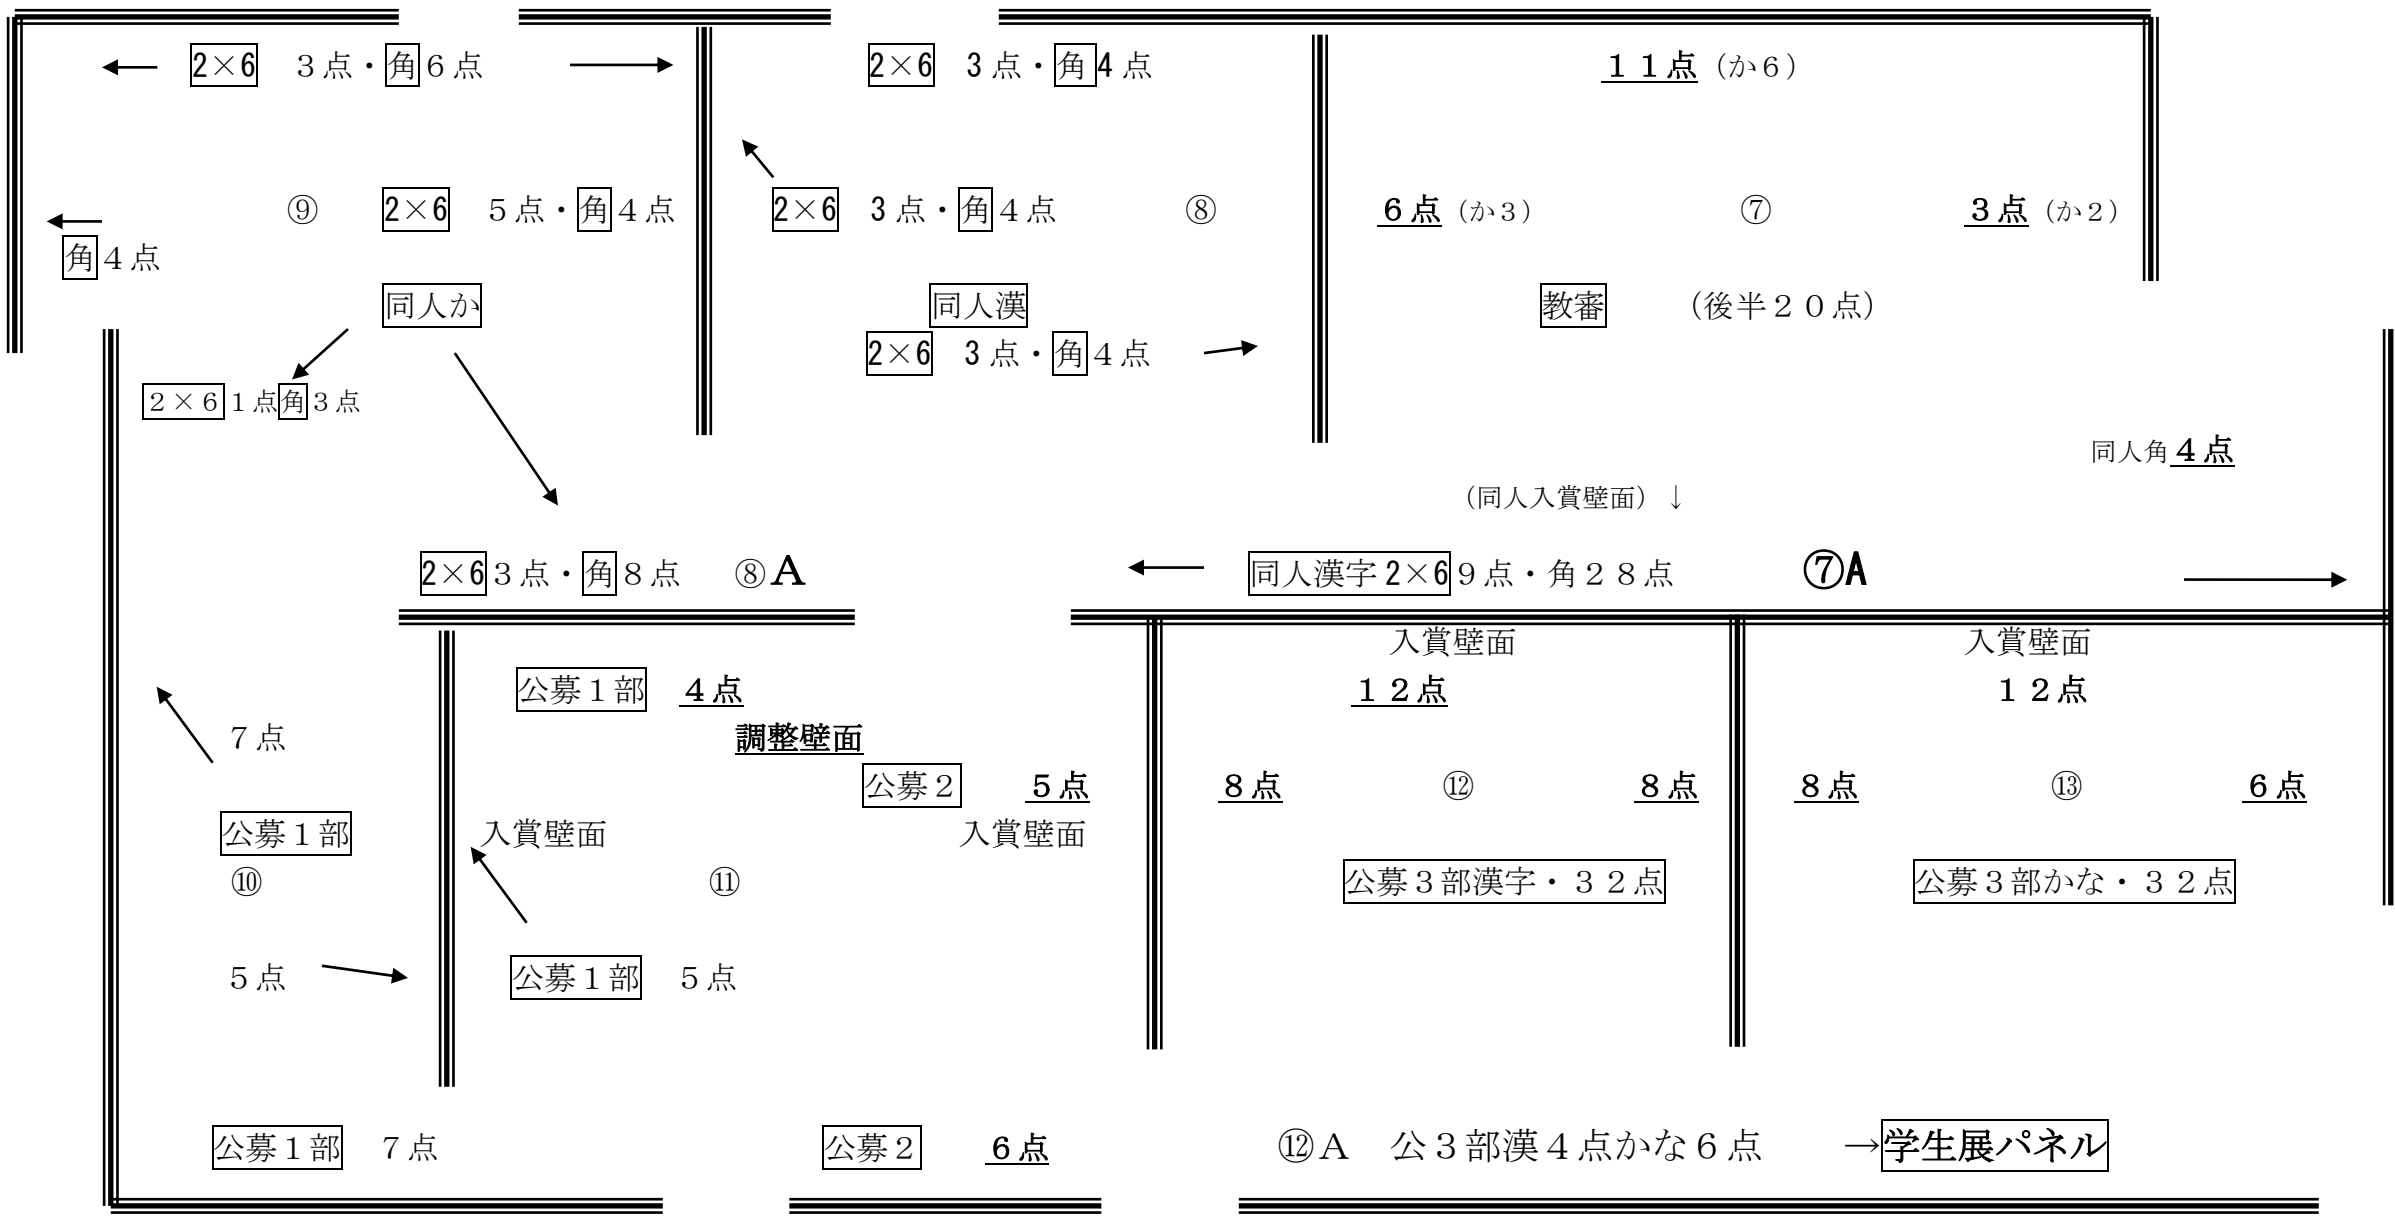 2×6　３点・角６点
2×6　3 点・角 4 点
１１点（か６）
⑨　2×6　５点・角４点
2×6　3 点・角４点　⑧
６点（か３）　⑦　３点（か２）
角４点
同人か
同人漢
教審　（後半２０点）
2×6　3 点・角４点
２×６１点角３点
同人角４点
（同人入賞壁面）↓
2×6３点・角８点　⑧Ａ
同人漢字 2×6９点・角２８点　⑦A
入賞壁面　入賞壁面
公募１部　４点
１２点　１２点
７点　調整壁面
公募２　５点
８点　⑫　８点
８点　⑬　６点
公募１部　入賞壁面　入賞壁面
⑩　⑪
公募３部漢字・３２点
公募３部かな・３２点
５点　公募１部　５点
公募１部　７点
公募２　６点
⑫Ａ　公３部漢４点かな６点　→学生展パネル